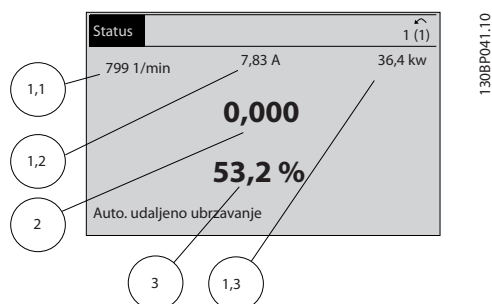 Status
1 (1)
799 1/min
7,83 A
36,4 kw
0,000
53,2 %
Auto. udaljeno ubrzavanje
1,1
1,2
2
3
1,3
130BP041.10